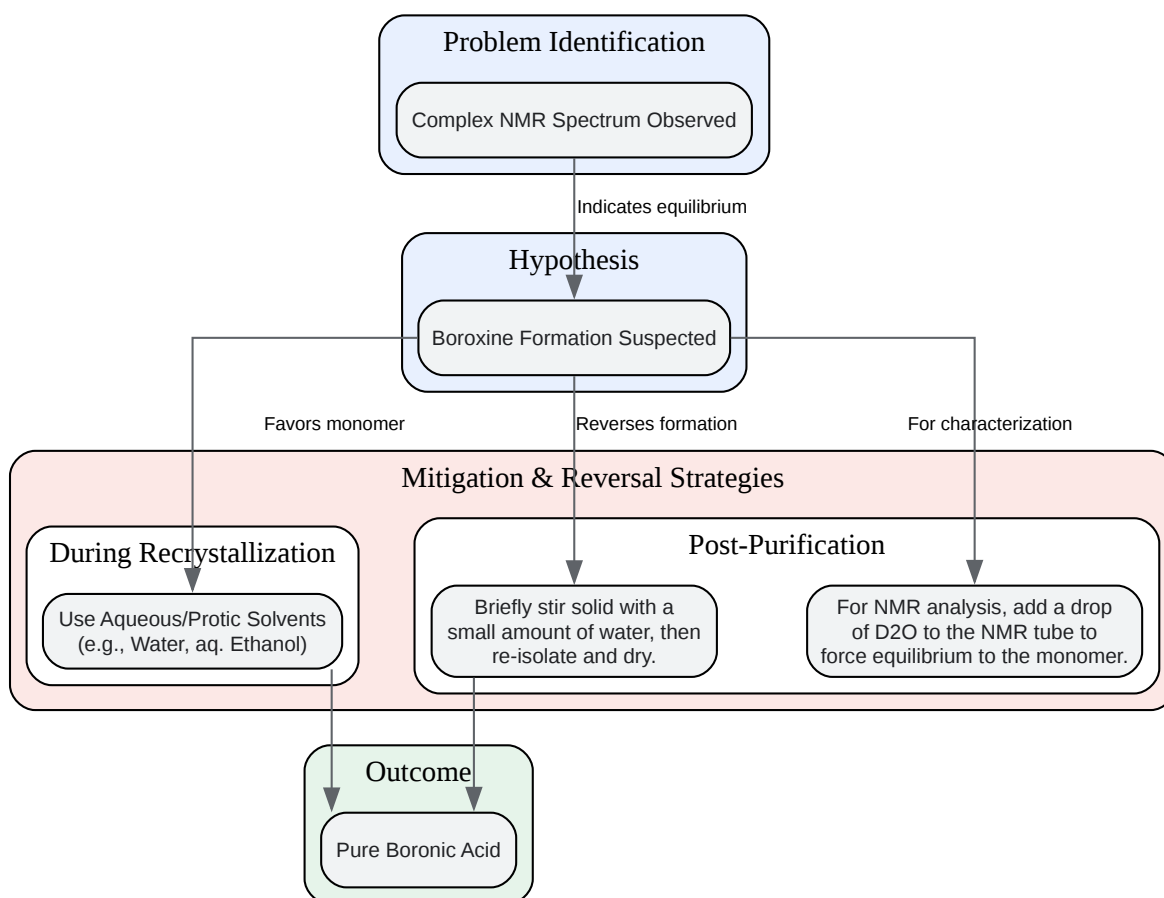 Problem Identification
Complex NMR Spectrum Observed
Indicates equilibrium
Hypothesis
Boroxine Formation Suspected
Favors monomer
Reverses formation
For characterization
Mitigation & Reversal Strategies
During Recrystallization
Use Aqueous/Protic Solvents
(e.g., Water, aq. Ethanol)
Post-Purification
Briefly stir solid with a
small amount of water, then
re-isolate and dry.
For NMR analysis, add a drop
of D2O to the NMR tube to
force equilibrium to the monomer.
Outcome
Pure Boronic Acid